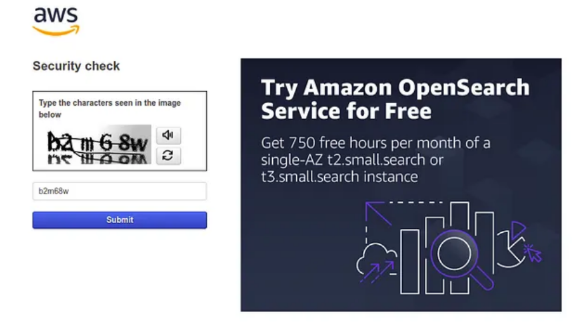 aws
Security check
Type the characters seen in the image
below
b2m68w
Submit
Try Amazon OpenSearch
Service for Free
Get 750 free hours per month of a
single-AZ t2.small.search or
t3.small.search instance